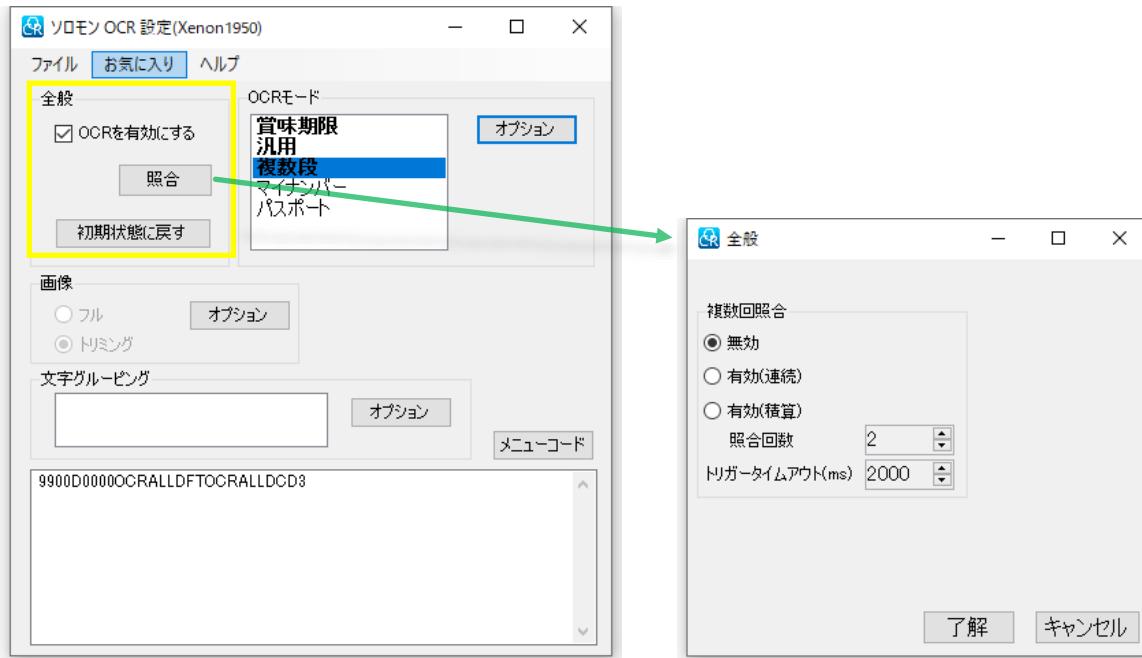 ソロモン OCR 設定(Xenon1950)
ファイル お気に入り ヘルプ
全般
OCRを有効にする
照合
初期状態に戻す
OCRモード
賞味期限
汎用
複数段
マイナンバー
パスポート
オプション
画像
フル
トリミング
オプション
文字グルーピング
オプション
メニューコード
9900D0000OCRALLDFTOCRALLDCD3
全般
複数回照合
無効
有効(連続)
有効(積算)
照合回数 2
トリガータイムアウト(ms) 2000
了解 キャンセル